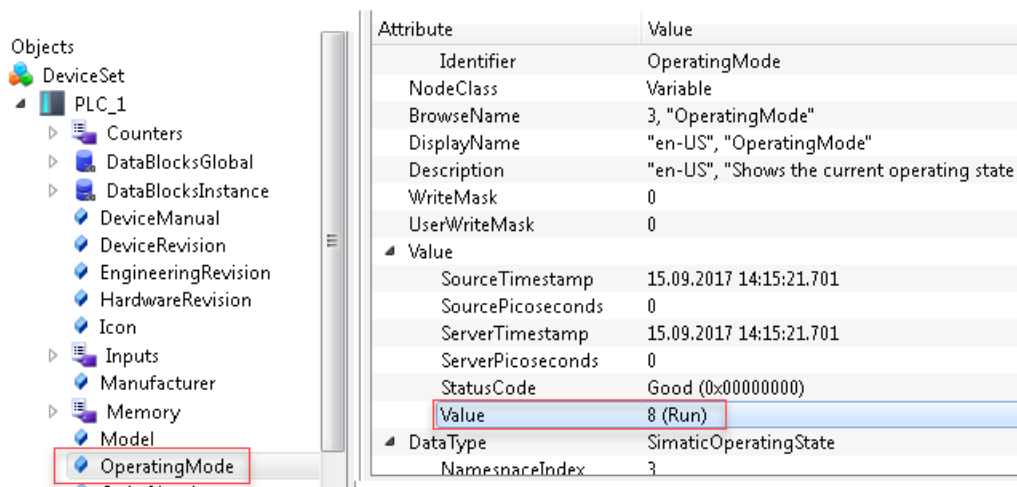 Objects
DeviceSet
PLC_1
Counters
DataBlocksGlobal
DataBlocksInstance
DeviceManual
DeviceRevision
EngineeringRevision
HardwareRevision
Icon
Inputs
Manufacturer
Memory
Model
OperatingMode
Attribute Value
Identifier OperatingMode
NodeClass Variable
BrowseName 3, "OperatingMode"
DisplayName "en-US", "OperatingMode"
Description "en-US", "Shows the current operating state
WriteMask 0
UserWriteMask 0
Value
SourceTimestamp 15.09.2017 14:15:21.701
SourcePicoseconds 0
ServerTimestamp 15.09.2017 14:15:21.701
ServerPicoseconds 0
StatusCode Good (0x00000000)
Value 8 (Run)
DataType SimaticOperatingState
NamespaceIndex 3